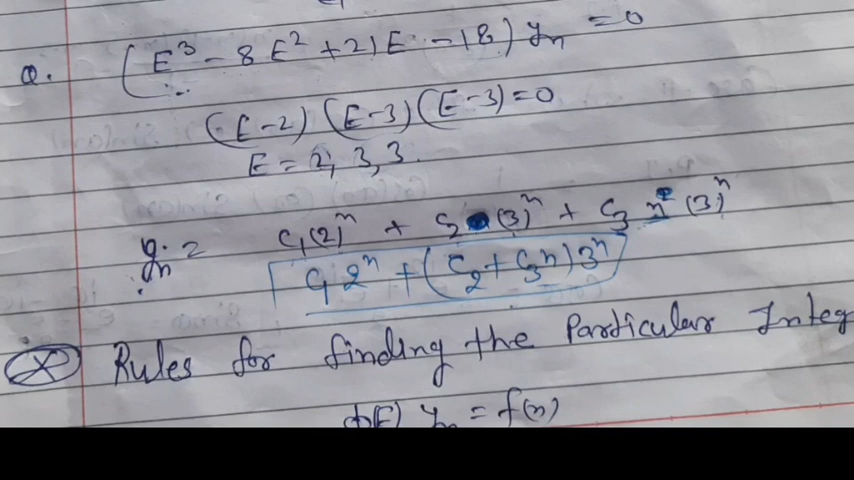 Q. (E³ - 8E² + 21E - 18) yₙ = 0
(E-2) (E-3) (E-3) = 0
E = 2, 3, 3.
yₙ = C₁(2)ⁿ + C₂ (3)ⁿ + C₃ n (3)ⁿ
C₁ 2ⁿ + (C₂ + C₃n) 3ⁿ
Rules for finding the Particular Integ
ϕ(E) yₙ = f(n)